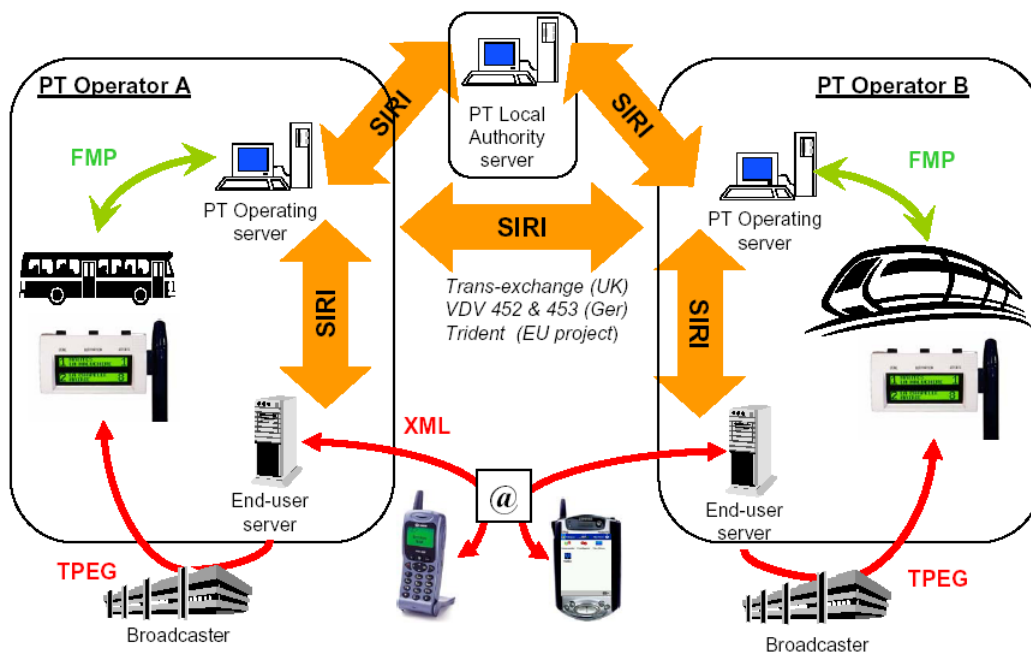 PT Operator A
PT Operator B
SIRI
SIRI
PT Local
Authority
server
FMP
FMP
PT Operating
server
PT Operating
server
SIRI
SIRI
SIRI
Trans-exchange (UK)
VDV 452 & 453 (Ger)
Trident (EU project)
XML
@
End-user
server
End-user
server
TPEG
TPEG
Broadcaster
Broadcaster